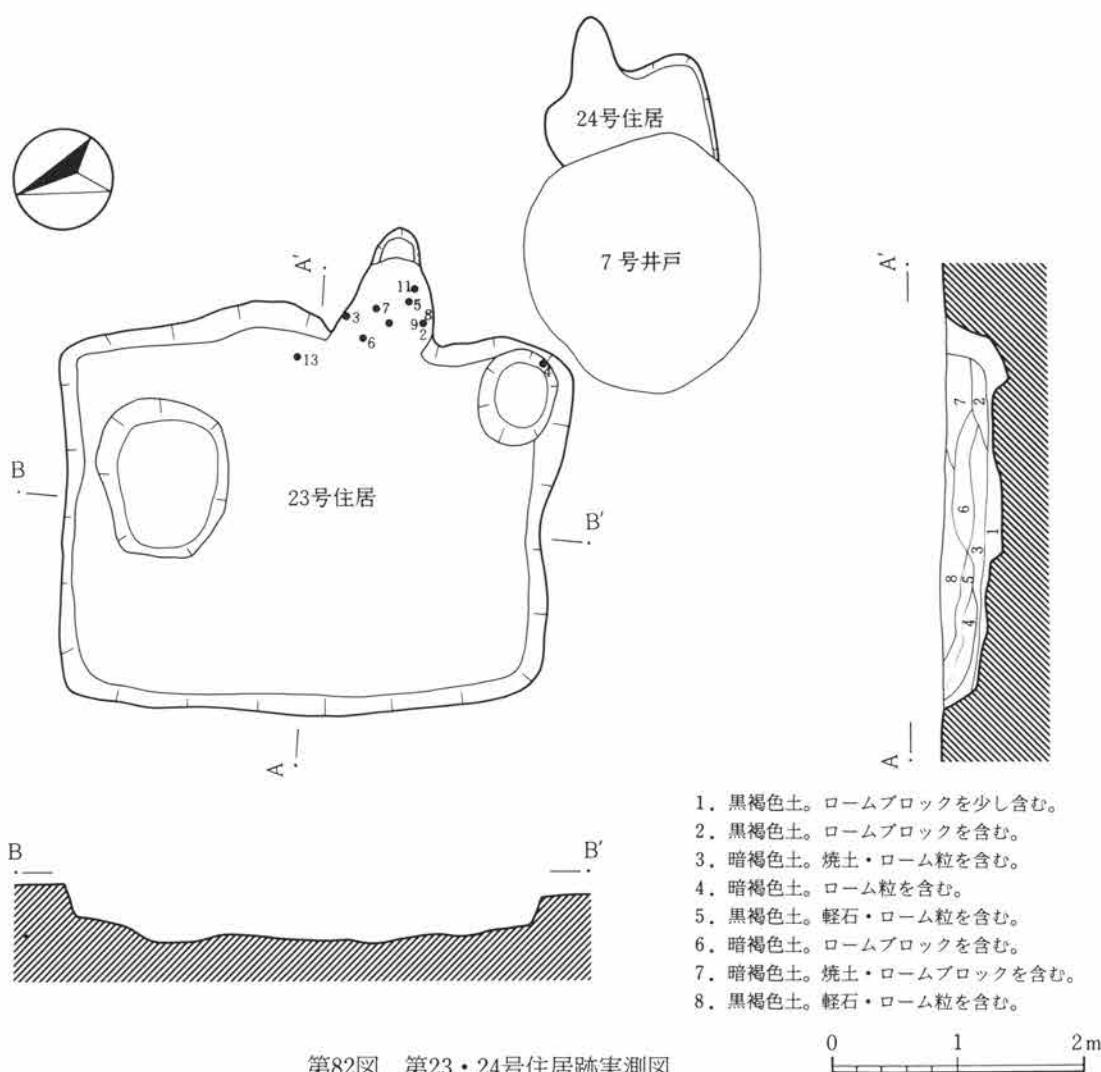 24号住居
7号井戸
A'
11
5
3
7
8
9
2
6
13
4
B
23号住居
B'
A
A'
7
2
6
1
3
8
5
4
A
B
B'
1．黒褐色土。ロームブロックを少し含む。
2．黒褐色土。ロームブロックを含む。
3．暗褐色土。焼土・ローム粒を含む。
4．暗褐色土。ローム粒を含む。
5．黒褐色土。軽石・ローム粒を含む。
6．暗褐色土。ロームブロックを含む。
7．暗褐色土。焼土・ロームブロックを含む。
8．黒褐色土。軽石・ローム粒を含む。
0 1 2m
第82図 第23・24号住居跡実測図